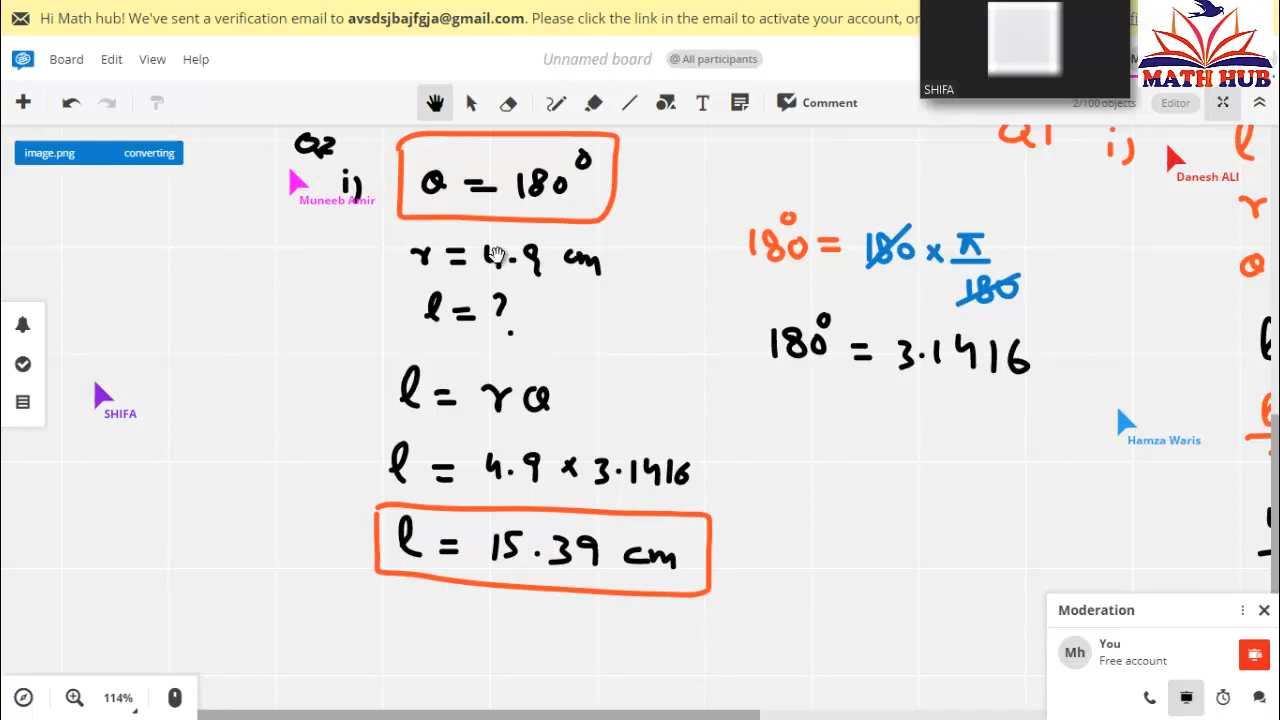 Hi Math hub! We've sent a verification email to avsdsjbajfgja@gmail.com. Please click the link in the email to activate your account, or
MATH HUB
SHIFA
Board Edit View Help
Unnamed board
@ All participants
Comment
2/100 objects
Editor
image.png converting
Q2
i)
Muneeb Amir
θ = 180°
r = 4.9 cm
l = ?
l = r θ
l = 4.9 × 3.1416
l = 15.39 cm
180° = 180 × π
180
180° = 3.1416
Q1 i) l
Danesh ALI
r
θ
SHIFA
Hamza Waris
Moderation
Mh
You
Free account
114%